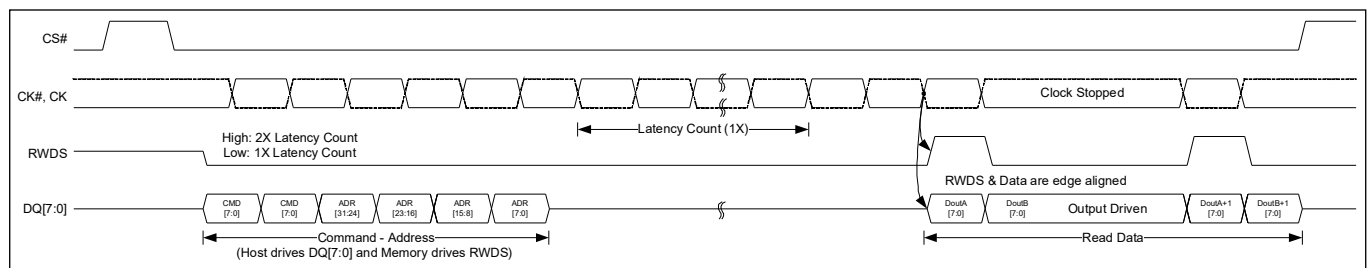 CS#
CK#, CK
Clock Stopped
Latency Count (1X)
High: 2X Latency Count
Low: 1X Latency Count
RWDS
RWDS & Data are edge aligned
DQ[7:0]
CMD
[7:0]
CMD
[7:0]
ADR
[31:24]
ADR
[23:16]
ADR
[15:8]
ADR
[7:0]
DoutA
[7:0]
DoutB
[7:0]
Output Driven
DoutA+1
[7:0]
DoutB+1
[7:0]
Command - Address
(Host drives DQ[7:0] and Memory drives RWDS)
Read Data